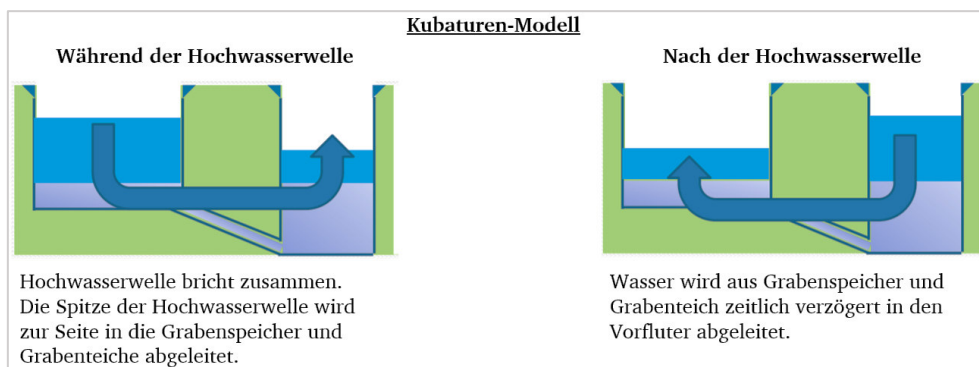 Kubaturen-Modell
Während der Hochwasserwelle
Hochwasserwelle bricht zusammen.
Die Spitze der Hochwasserwelle wird
zur Seite in die Grabenspeicher und
Grabenteiche abgeleitet.
Nach der Hochwasserwelle
Wasser wird aus Grabenspeicher und
Grabenteich zeitlich verzögert in den
Vorfluter abgeleitet.